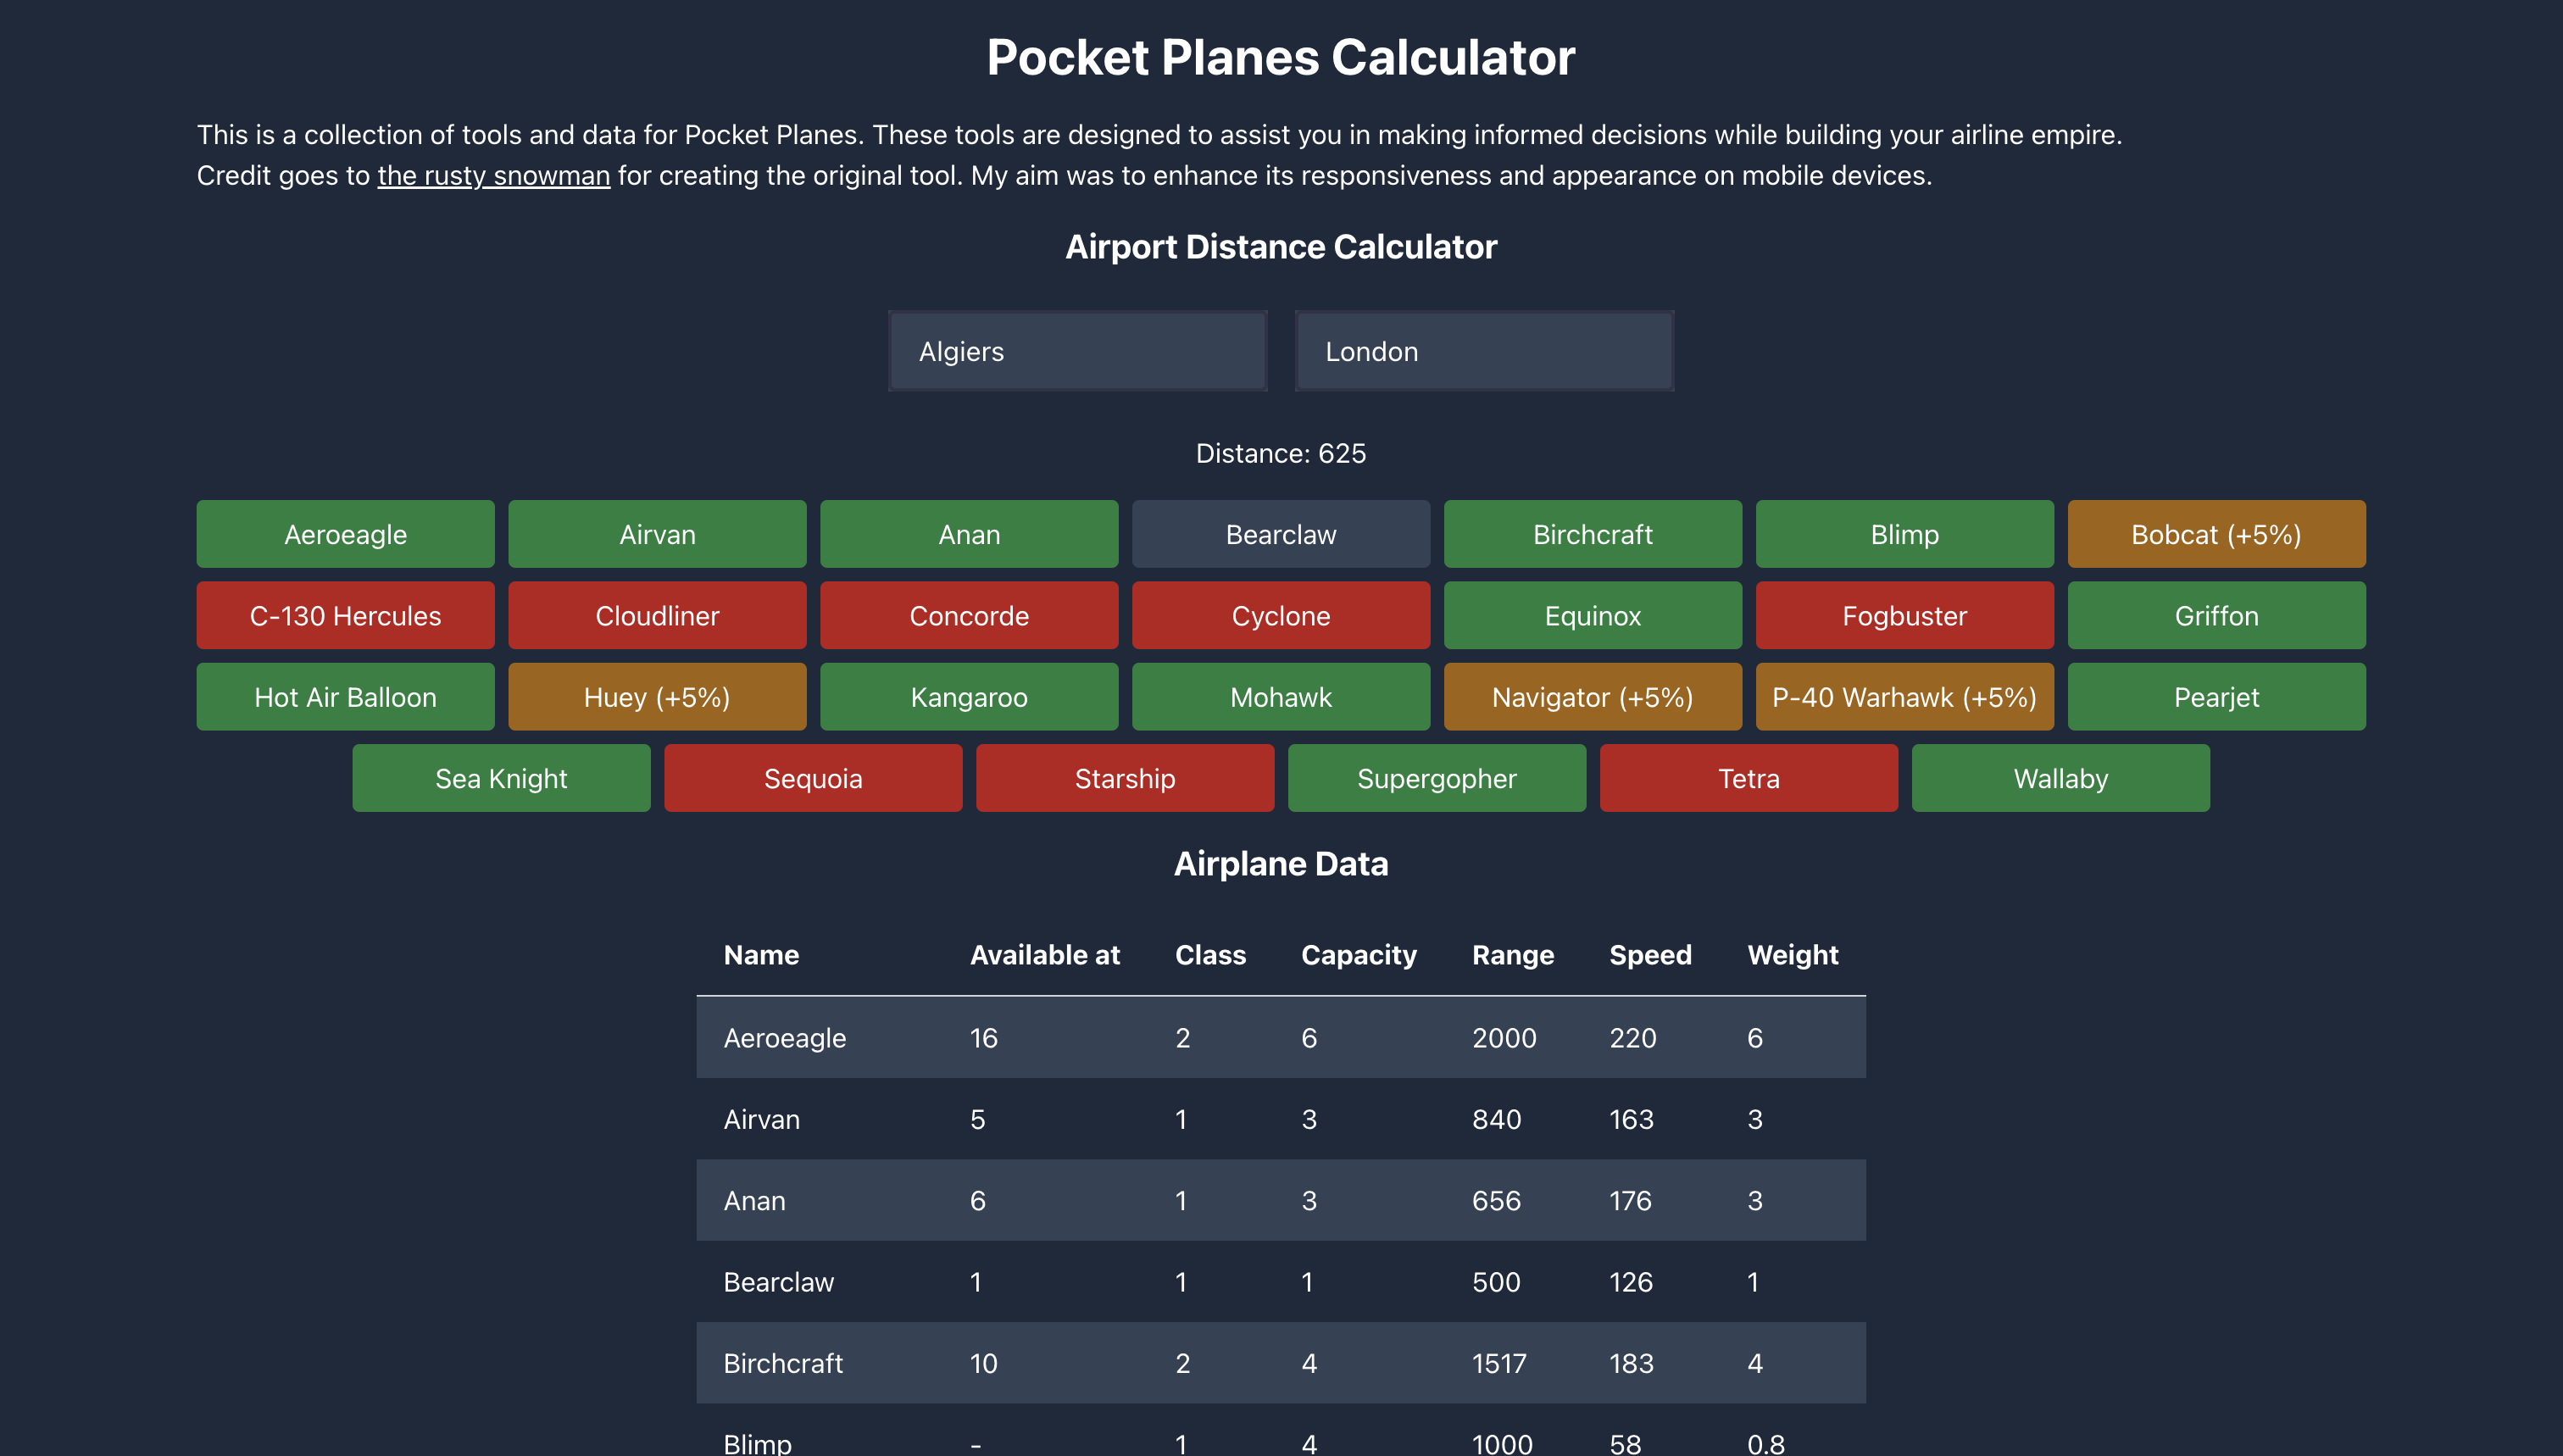 Pocket Planes Calculator
This is a collection of tools and data for Pocket Planes. These tools are designed to assist you in making informed decisions while building your airline empire.
Credit goes to the rusty snowman for creating the original tool. My aim was to enhance its responsiveness and appearance on mobile devices.
Airport Distance Calculator
Algiers London
Distance: 625
Aeroeagle Airvan Anan Bearclaw Birchcraft Blimp Bobcat (+5%)
C-130 Hercules Cloudliner Concorde Cyclone Equinox Fogbuster Griffon
Hot Air Balloon Huey (+5%) Kangaroo Mohawk Navigator (+5%) P-40 Warhawk (+5%) Pearjet
Sea Knight Sequoia Starship Supergopher Tetra Wallaby
Airplane Data
Name Available at Class Capacity Range Speed Weight
Aeroeagle 16 2 6 2000 220 6
Airvan 5 1 3 840 163 3
Anan 6 1 3 656 176 3
Bearclaw 1 1 1 500 126 1
Birchcraft 10 2 4 1517 183 4
Blimp - 1 4 1000 58 0.8